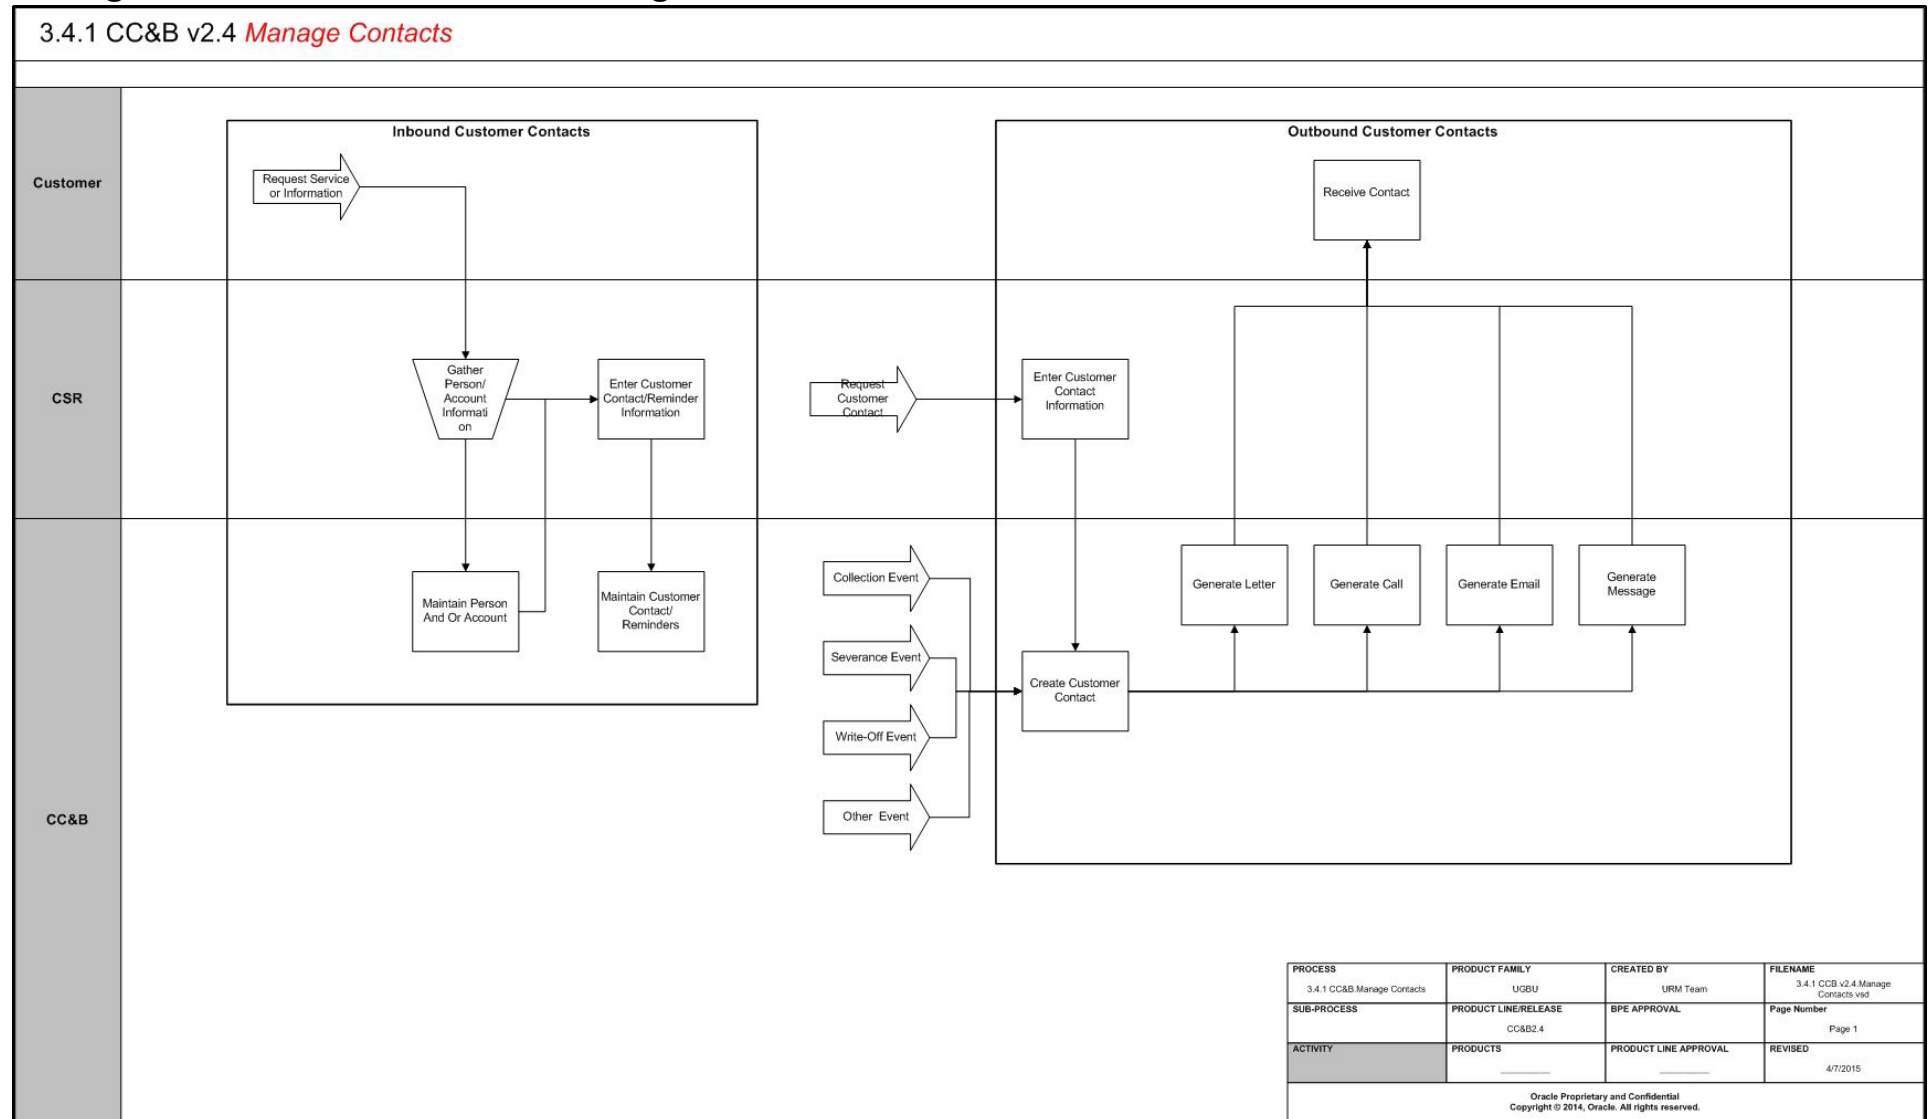 3.4.1 CC&B v2.4 Manage Contacts
Customer
CSR
CC&B
Inbound Customer Contacts
Request Service
or Information
Gather
Person/
Account
Informati
on
Enter Customer
Contact/Reminder
Information
Maintain Person
And Or Account
Maintain Customer
Contact/
Reminders
Outbound Customer Contacts
Receive Contact
Request
Customer
Contact
Enter Customer
Contact
Information
Collection Event
Severance Event
Write-Off Event
Other Event
Create Customer
Contact
Generate Letter
Generate Call
Generate Email
Generate
Message
PROCESS
3.4.1 CC&B.Manage Contacts
PRODUCT FAMILY
UGBU
CREATED BY
URM Team
FILENAME
3.4.1 CCB.v2.4.Manage
Contacts.vsd
SUB-PROCESS
PRODUCT LINE/RELEASE
CC&B2.4
BPE APPROVAL
Page Number
Page 1
ACTIVITY
PRODUCTS
PRODUCT LINE APPROVAL
REVISED
4/7/2015
Oracle Proprietary and Confidential
Copyright © 2014, Oracle. All rights reserved.